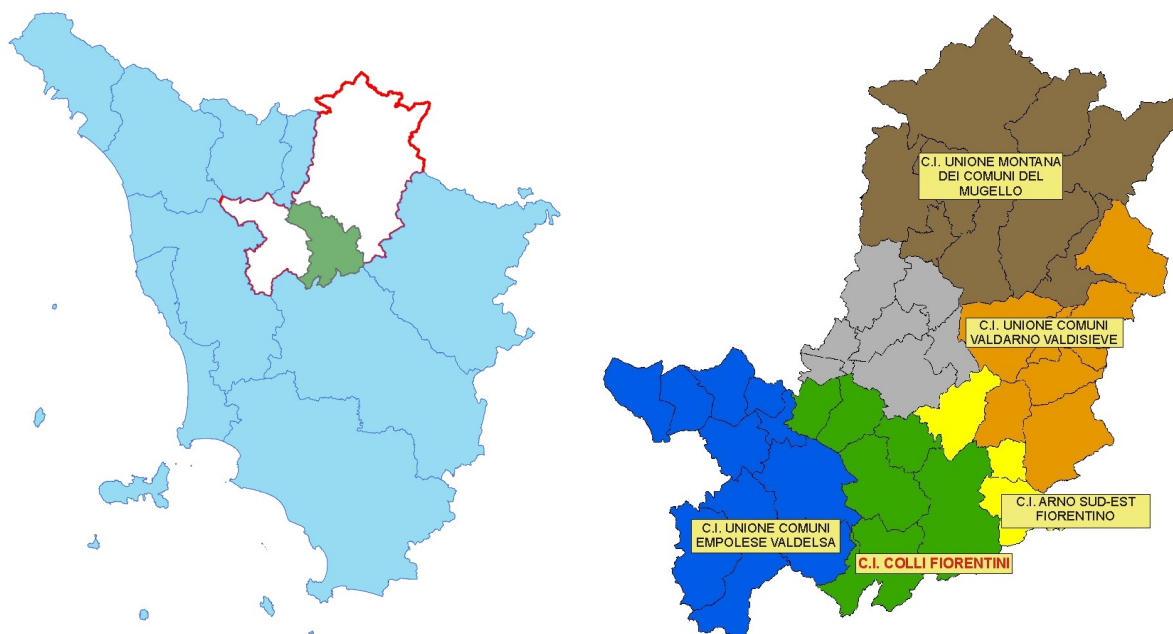 C.I. UNIONE MONTANA
DEI COMUNI DEL
MUGELLO
C.I. UNIONE COMUNI
VALDARNO VALDISIEVE
C.I. ARNO SUD-EST
FIORENTINO
C.I. UNIONE COMUNI
EMPOLESE VALDELSA
C.I. COLLI FIORENTINI